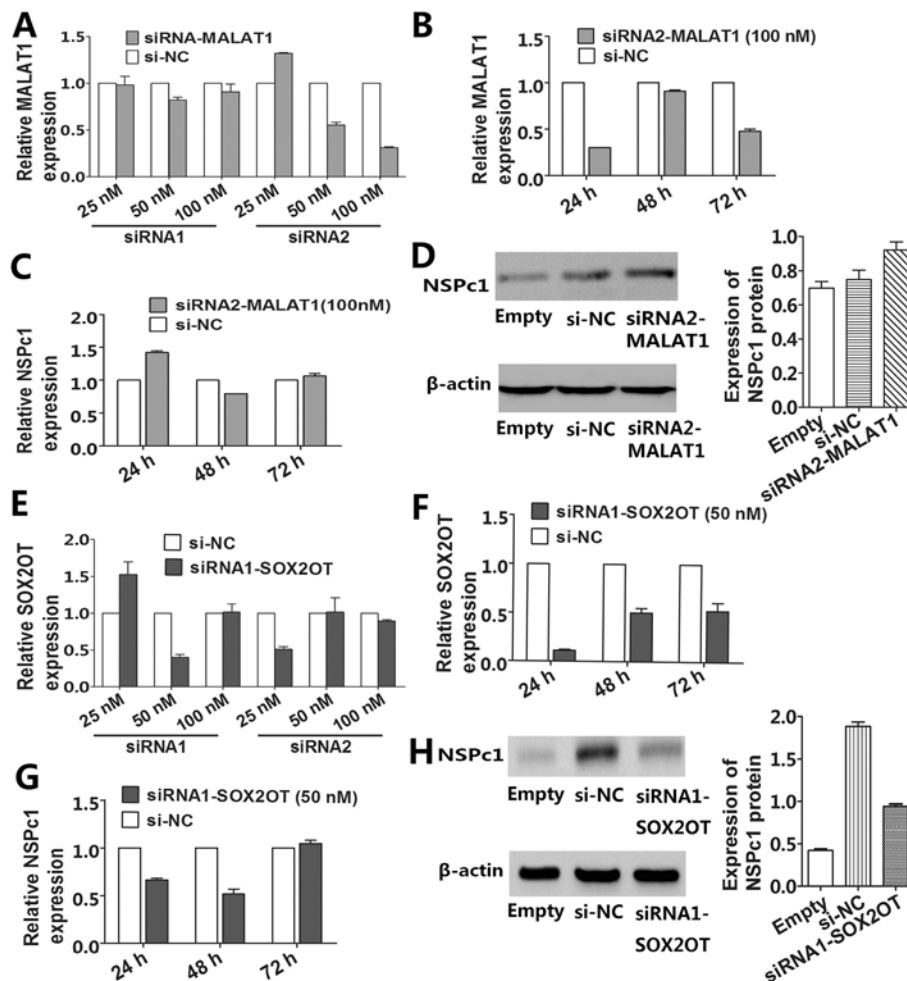 A
siRNA-MALAT1
si-NC
Relative MALAT1
expression
1.5
1.0
0.5
0.0
25 nM
50 nM
100 nM
25 nM
50 nM
100 nM
siRNA1
siRNA2
B
siRNA2-MALAT1 (100 nM)
si-NC
Relative MALAT1
expression
1.5
1.0
0.5
0.0
24 h
48 h
72 h
C
siRNA2-MALAT1(100nM)
si-NC
Relative NSPc1
expression
2.0
1.5
1.0
0.5
0.0
24 h
48 h
72 h
D
NSPc1
Empty
si-NC
siRNA2-
MALAT1
β-actin
Empty
si-NC
siRNA2-
MALAT1
Expression of
NSPc1 protein
1.0
0.8
0.6
0.4
0.2
0.0
Empty
si-NC
siRNA2-MALAT1
E
si-NC
siRNA1-SOX2OT
Relative SOX2OT
expression
2.0
1.5
1.0
0.5
0.0
25 nM
50 nM
100 nM
25 nM
50 nM
100 nM
siRNA1
siRNA2
F
siRNA1-SOX2OT (50 nM)
si-NC
Relative SOX2OT
expression
1.5
1.0
0.5
0.0
24 h
48 h
72 h
G
siRNA1-SOX2OT (50 nM)
si-NC
Relative NSPc1
expression
1.5
1.0
0.5
0.0
24 h
48 h
72 h
H
NSPc1
Empty
si-NC
siRNA1-
SOX2OT
β-actin
Empty
si-NC
siRNA1-
SOX2OT
Expression of
NSPc1 protein
2.0
1.5
1.0
0.5
0.0
Empty
si-NC
siRNA1-SOX2OT